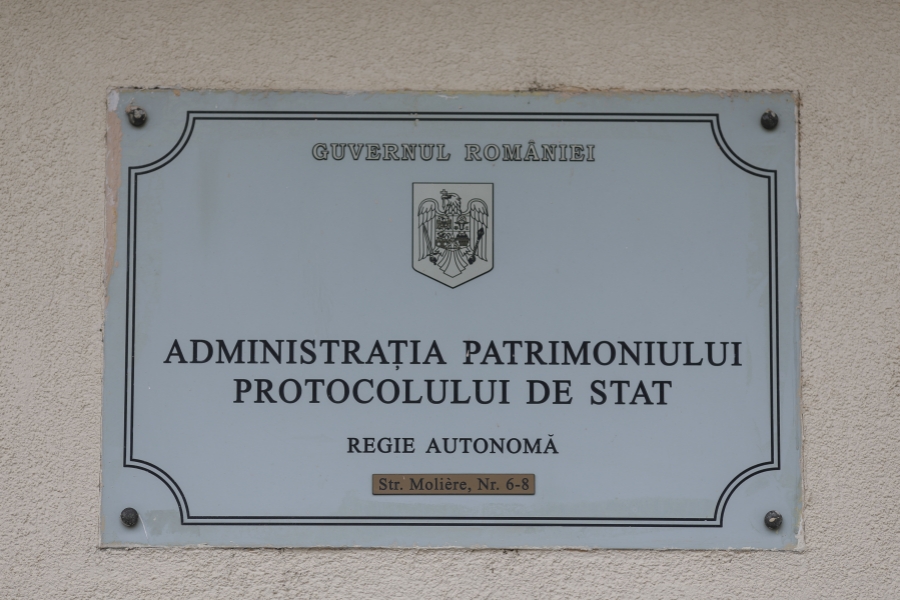 GUVERNUL ROMÂNIEI
ADMINISTRAȚIA PATRIMONIULUI
PROTOCOLULUI DE STAT
REGIE AUTONOMĂ
Str. Molière, Nr. 6-8